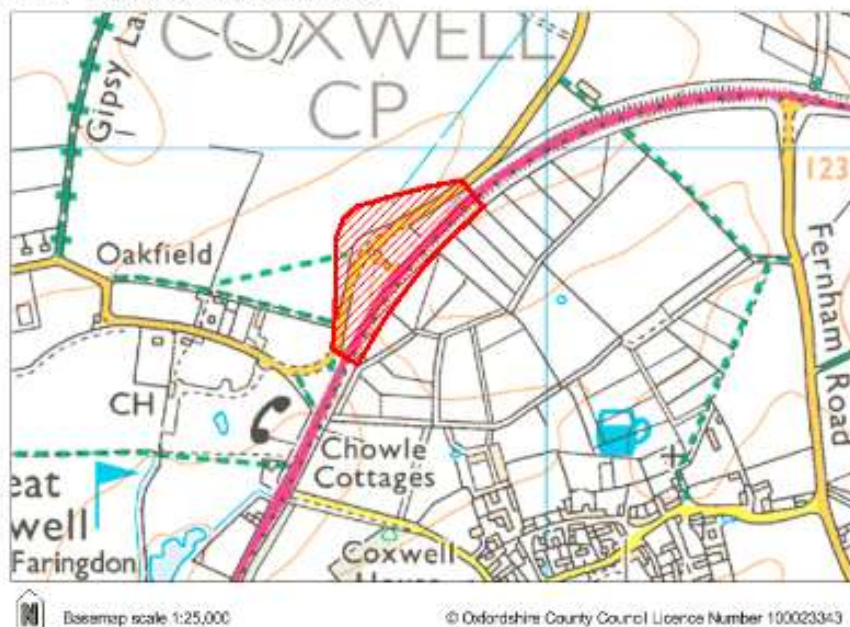 COXWELL
CP
Gipsy La
123
Oakfield
Fernham Road
CH
Chowle
Cottages
eat
well
Faringdon
Coxwell
N
Basemap scale 1:25,000
© Oxfordshire County Council Licence Number 100023343